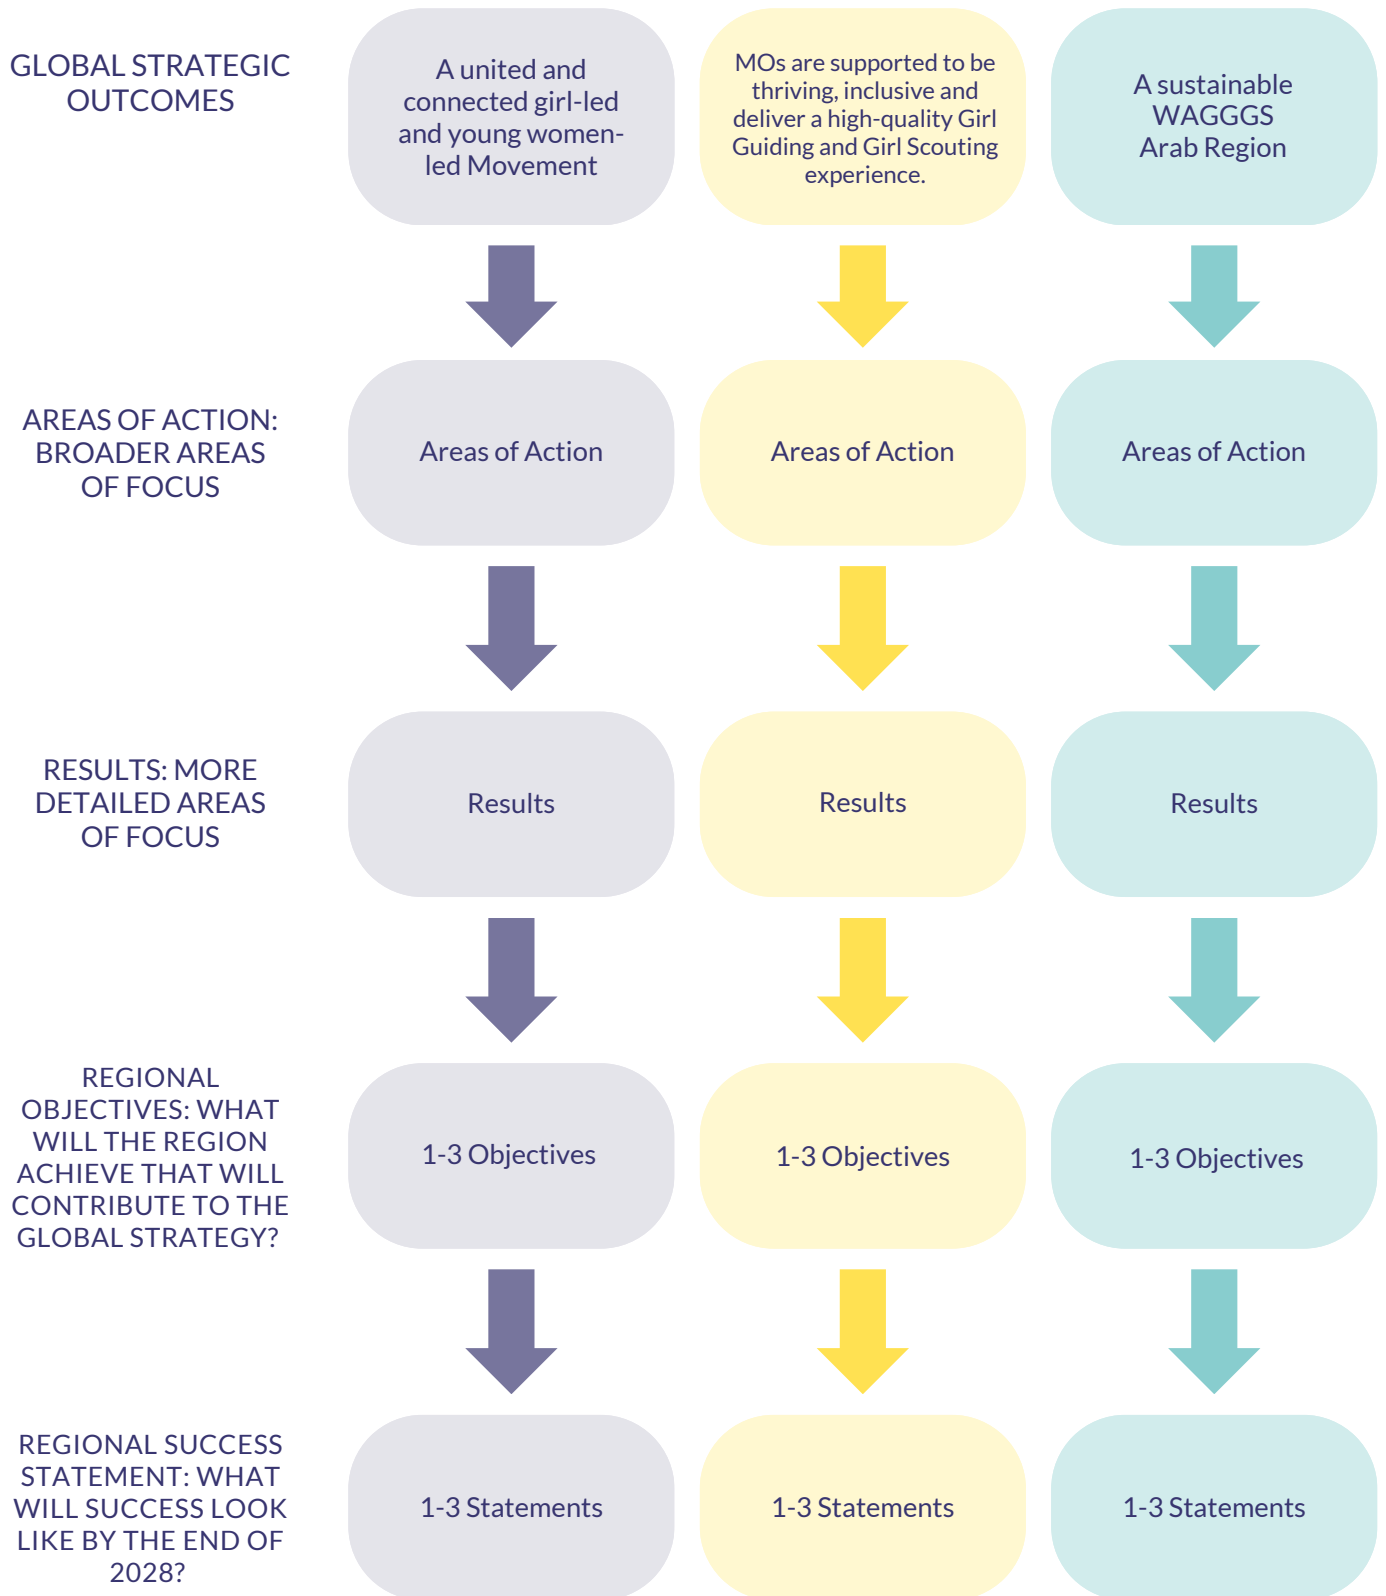 GLOBAL STRATEGIC
OUTCOMES
A united and
connected girl-led
and young women-
led Movement
MOs are supported to be
thriving, inclusive and
deliver a high-quality Girl
Guiding and Girl Scouting
experience.
A sustainable
WAGGGS
Arab Region
AREAS OF ACTION:
BROADER AREAS
OF FOCUS
Areas of Action
Areas of Action
Areas of Action
RESULTS: MORE
DETAILED AREAS
OF FOCUS
Results
Results
Results
REGIONAL
OBJECTIVES: WHAT
WILL THE REGION
ACHIEVE THAT WILL
CONTRIBUTE TO THE
GLOBAL STRATEGY?
1-3 Objectives
1-3 Objectives
1-3 Objectives
REGIONAL SUCCESS
STATEMENT: WHAT
WILL SUCCESS LOOK
LIKE BY THE END OF
2028?
1-3 Statements
1-3 Statements
1-3 Statements